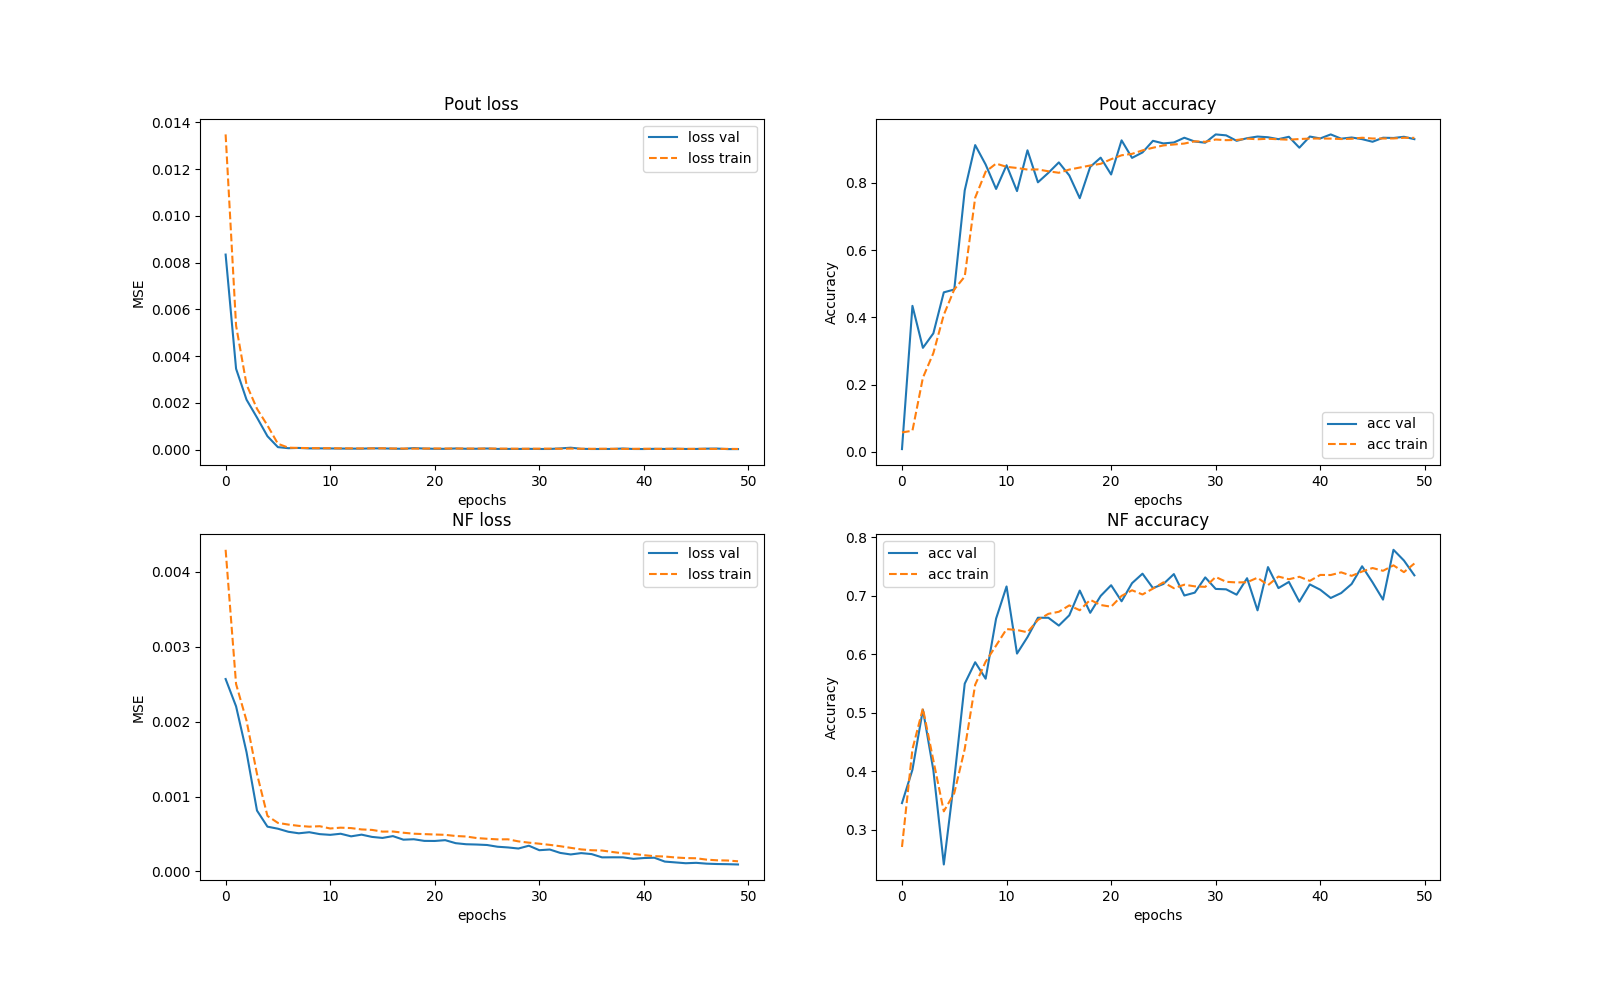 Pout loss
0.014
0.012
0.010
0.008
0.006
0.004
0.002
0.000
MSE
loss val
loss train
0 10 20 30 40 50
epochs
Pout accuracy
0.8
0.6
0.4
0.2
0.0
Accuracy
acc val
acc train
0 10 20 30 40 50
epochs
NF loss
0.004
0.003
0.002
0.001
0.000
MSE
loss val
loss train
0 10 20 30 40 50
epochs
NF accuracy
0.8
0.7
0.6
0.5
0.4
0.3
Accuracy
acc val
acc train
0 10 20 30 40 50
epochs